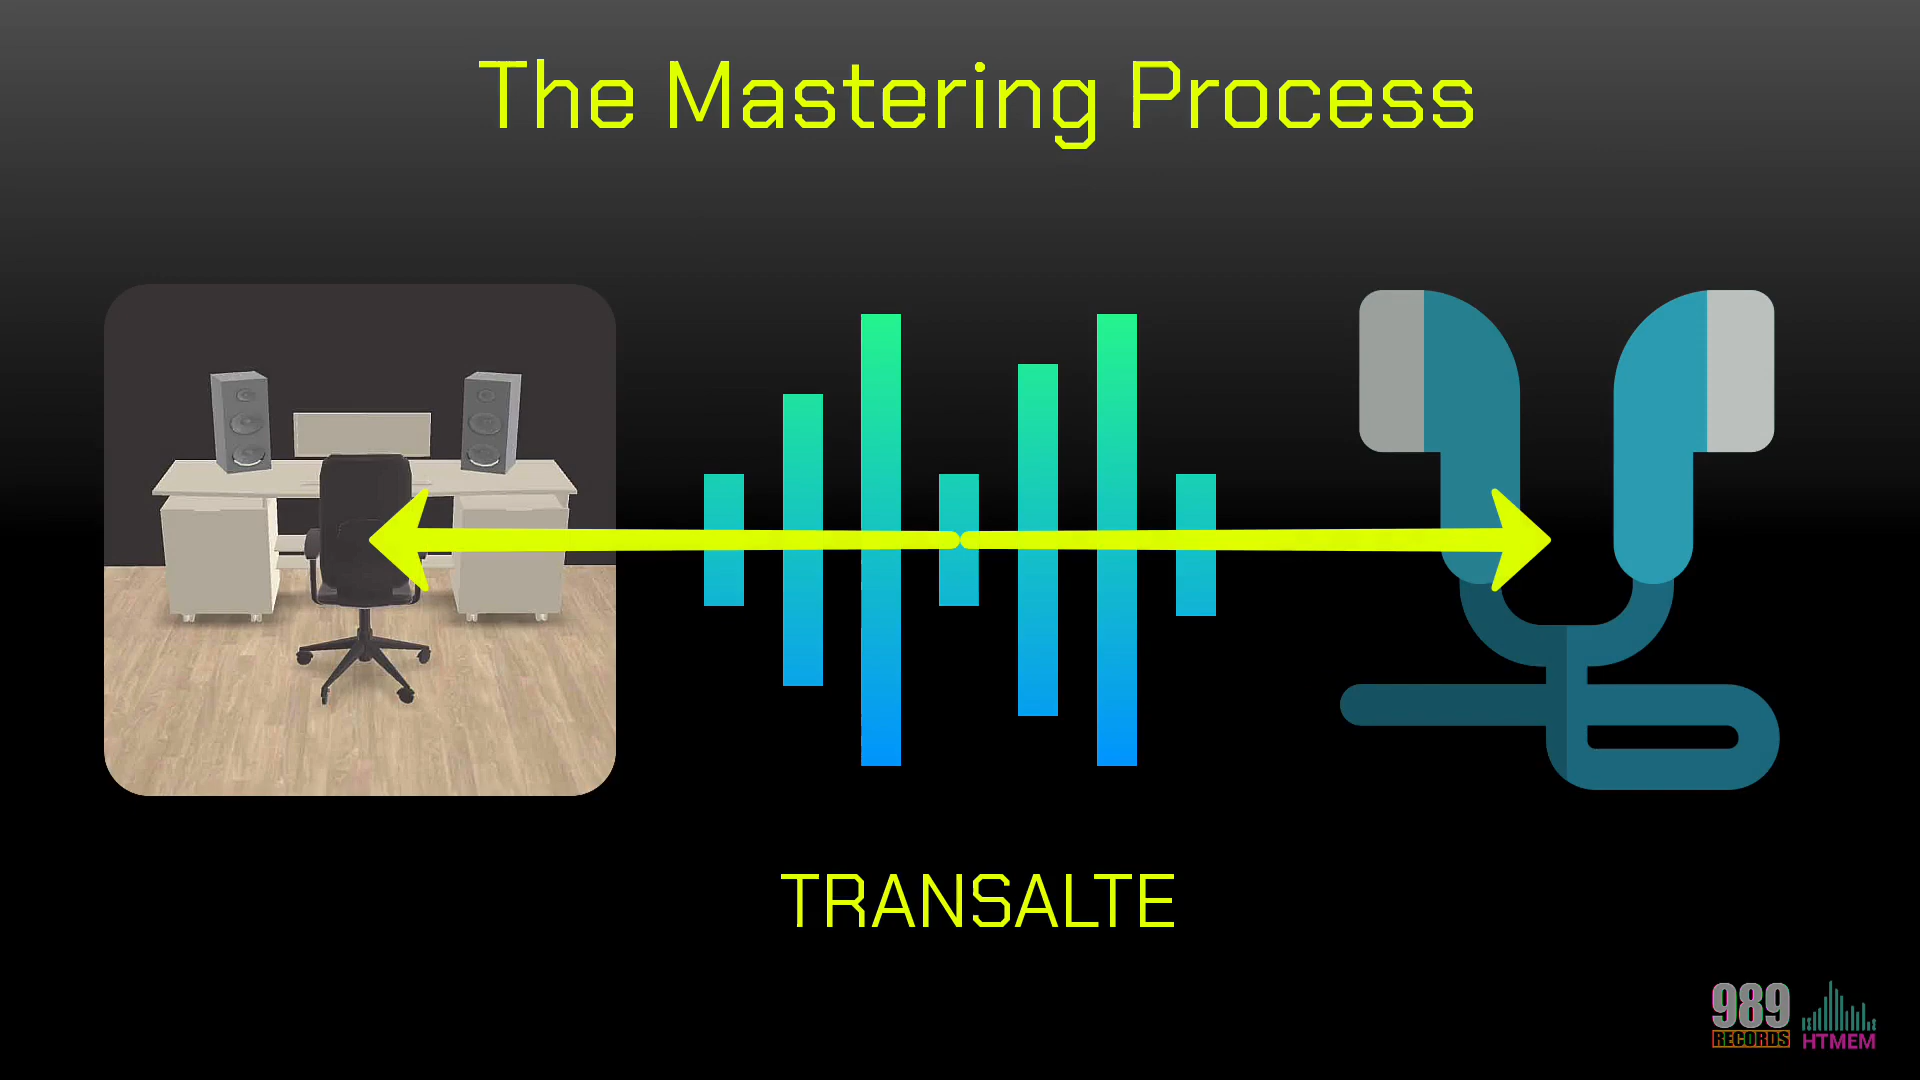 The Mastering Process
TRANSALTE
989
RECORDS
HTMEM